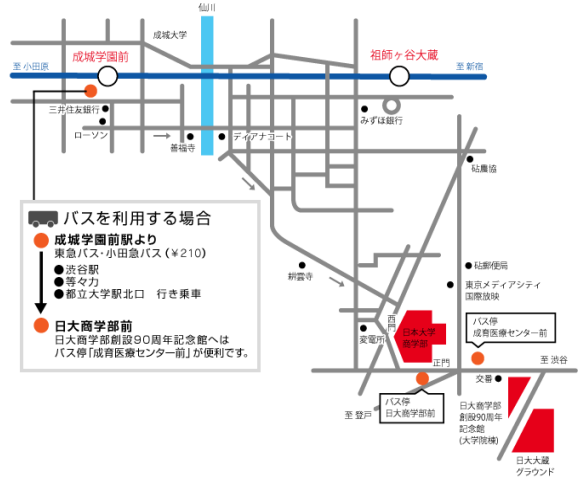 仙川
成城大学
成城学園前
祖師ヶ谷大蔵
至 小田原
至 新宿
三井住友銀行
ローソン
善福寺
ディアナコート
みずほ銀行
砧農協
バスを利用する場合
成城学園前駅より
東急バス・小田急バス（¥210）
●渋谷駅
●等々力
●都立大学駅北口 行き乗車
日大商学部前
日大商学部創設90周年記念館へは
バス停「成育医療センター前」が便利です。
耕雲寺
砧郵便局
東京メディアシティ
国際放映
西門
変電所
日本大学
商学部
正門
バス停
成育医療センター前
至 渋谷
交番
バス停
日大商学部前
至 登戸
日大商学部
創設90周年
記念館
(大学院棟)
日大大蔵
グラウンド